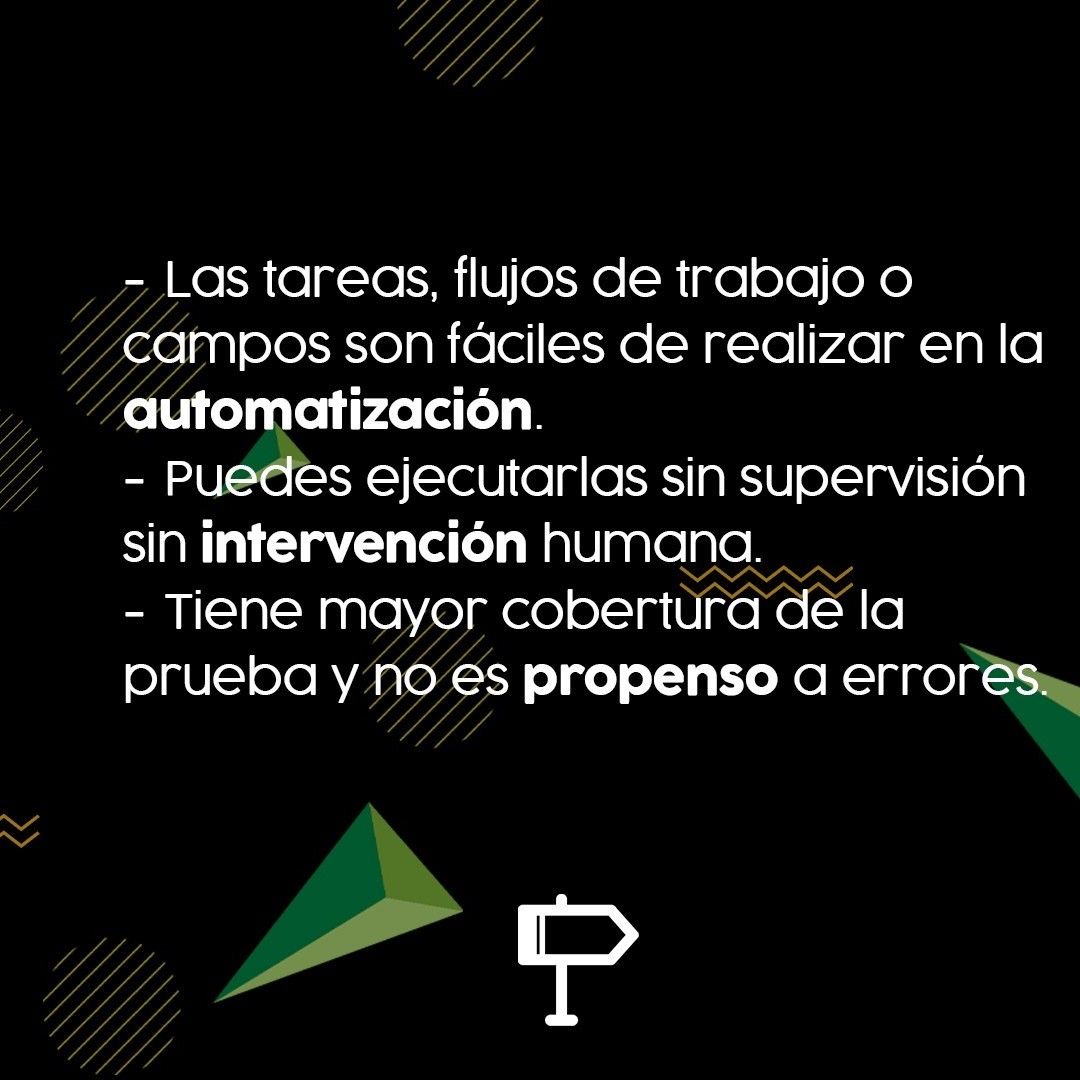 - Las tareas, flujos de trabajo o
campos son fáciles de realizar en la
automatización.
- Puedes ejecutarlas sin supervisión
sin intervención humana.
- Tiene mayor cobertura de la
prueba y no es propenso a errores.